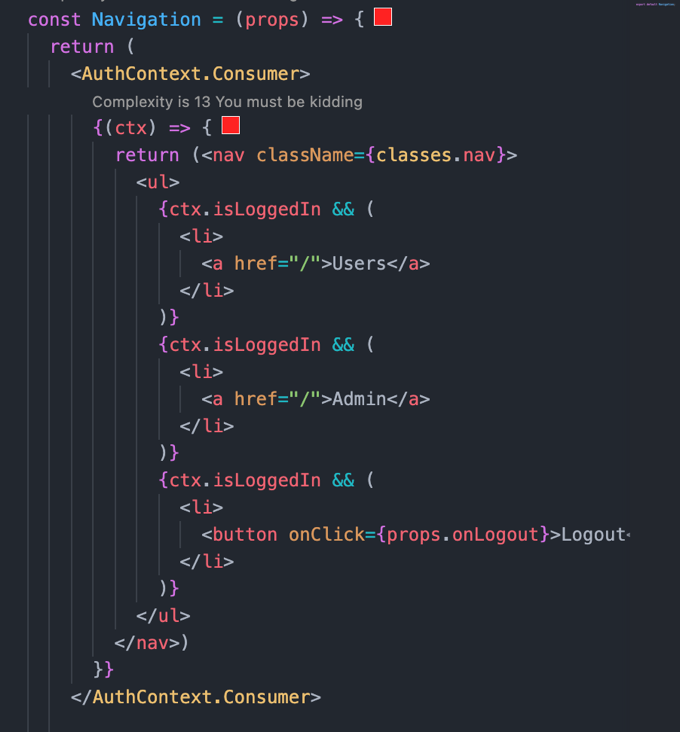 const Navigation = (props) => {
return (
<AuthContext.Consumer>
Complexity is 13 You must be kidding
{(ctx) => {
return (<nav className={classes.nav}>
<ul>
{ctx.isLoggedIn && (
<li>
<a href="/">Users</a>
</li>
)}
{ctx.isLoggedIn && (
<li>
<a href="/">Admin</a>
</li>
)}
{ctx.isLoggedIn && (
<li>
<button onClick={props.onLogout}>Logout<
</li>
)}
</ul>
</nav>)
}}
</AuthContext.Consumer>